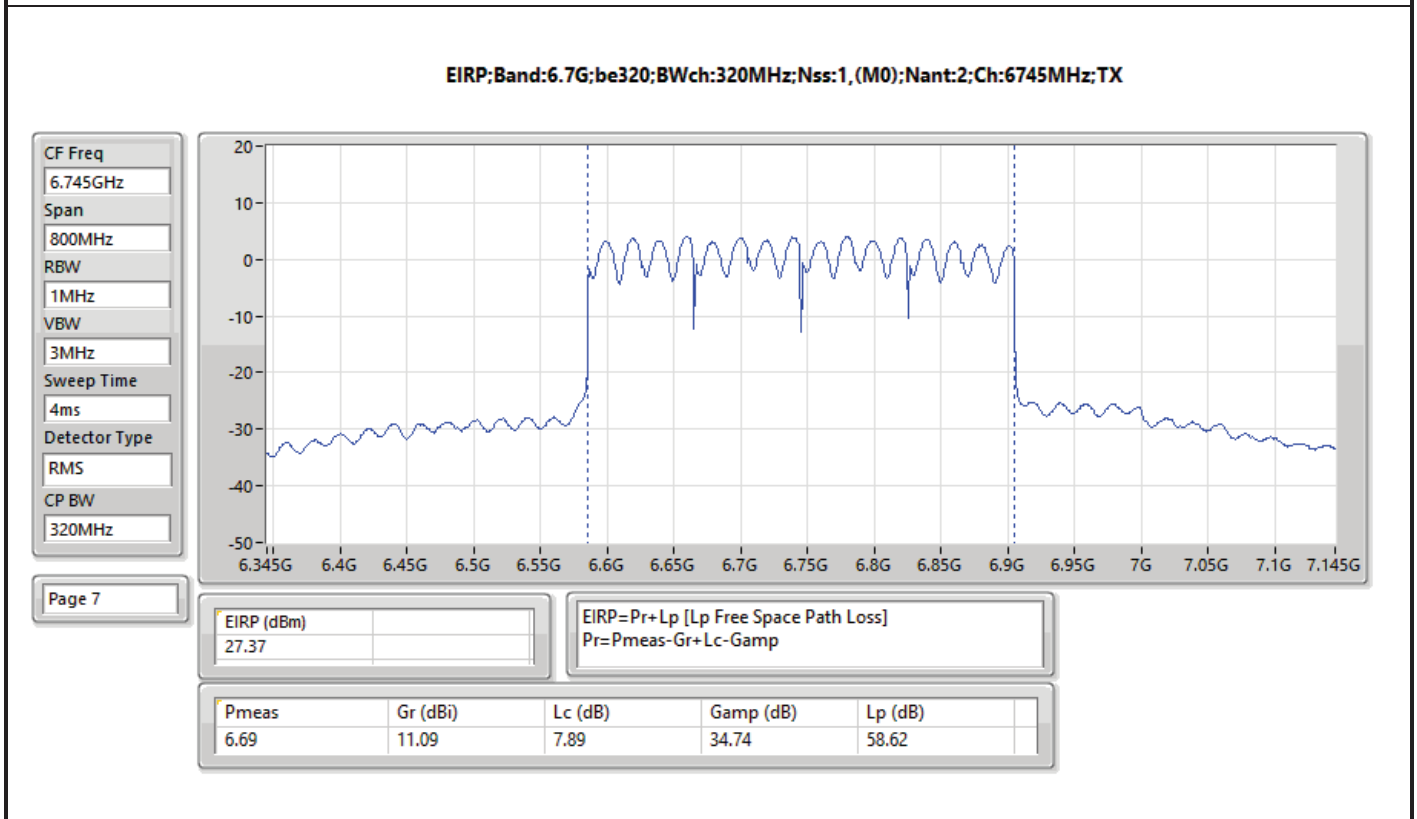 EIRP;Band:6.7G;be320;BWch:320MHz;Nss:1,(M0);Nant:2;Ch:6745MHz;TX
CF Freq
6.745GHz
Span
800MHz
RBW
1MHz
VBW
3MHz
Sweep Time
4ms
Detector Type
RMS
CP BW
320MHz
Page 7
20
10
0
-10
-20
-30
-40
-50
6.345G 6.4G 6.45G 6.5G 6.55G 6.6G 6.65G 6.7G 6.75G 6.8G 6.85G 6.9G 6.95G 7G 7.05G 7.1G 7.145G
EIRP (dBm)
27.37
EIRP=Pr+Lp [Lp Free Space Path Loss]
Pr=Pmeas-Gr+Lc-Gamp
Pmeas Gr (dBi) Lc (dB) Gamp (dB) Lp (dB)
6.69 11.09 7.89 34.74 58.62